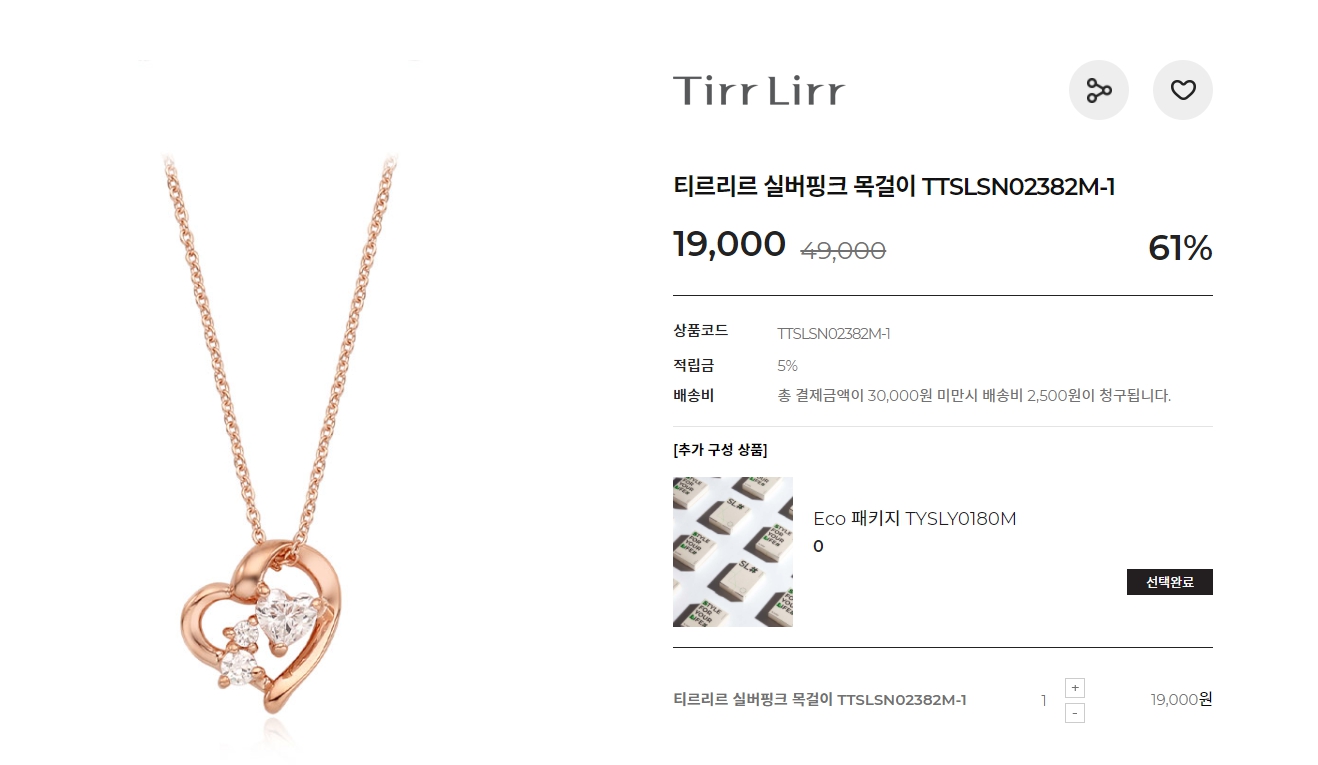 Tirr Lirr
티르리르 실버핑크 목걸이 TTSLSN02382M-1
19,000 49,000 61%
상품코드 TTSLSN02382M-1
적립금 5%
배송비 총 결제금액이 30,000원 미만시 배송비 2,500원이 청구됩니다.
[추가 구성 상품]
STYLE
FOR
YOUR
LIFE
SL
Eco 패키지 TYSLY0180M
0
선택완료
티르리르 실버핑크 목걸이 TTSLSN02382M-1 1 + 19,000원
-